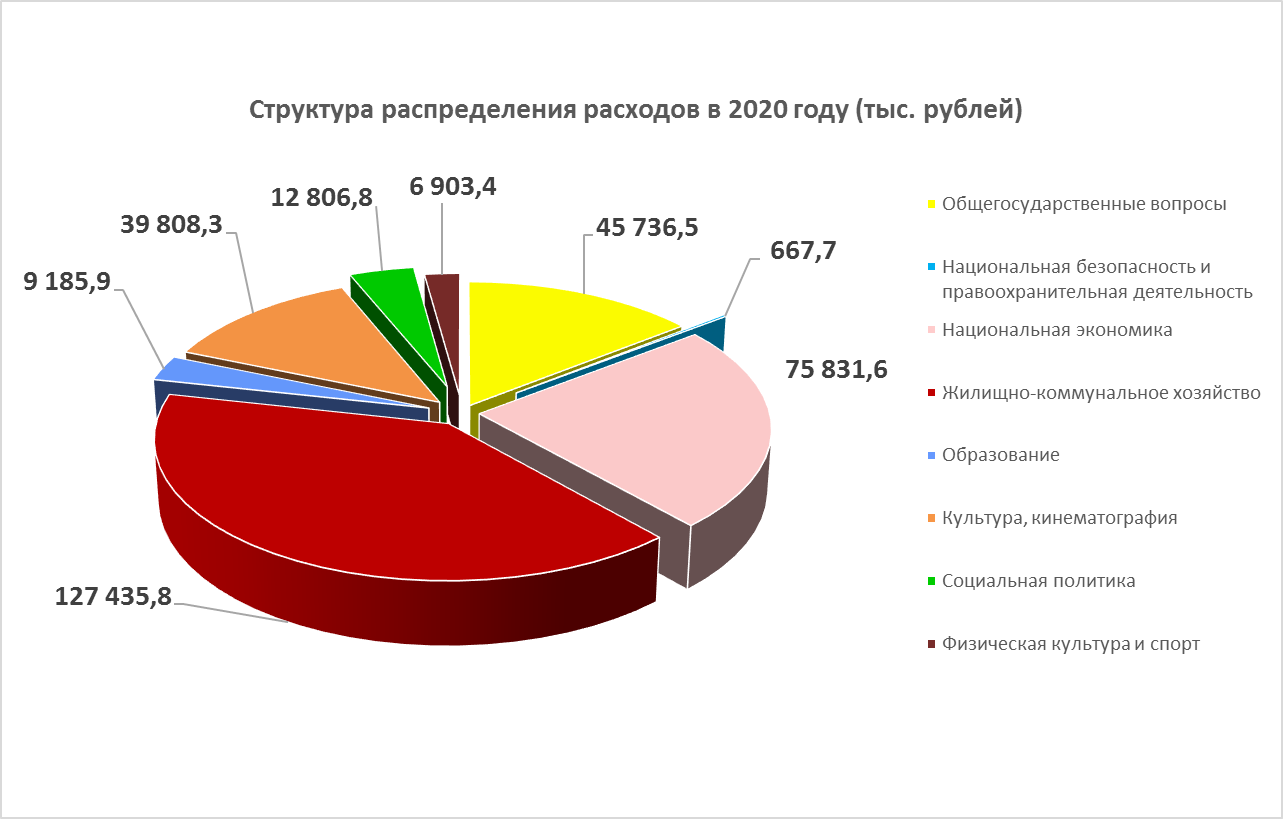 Структура распределения расходов в 2020 году (тыс. рублей)
6 903,4
12 806,8
39 808,3
45 736,5
667,7
9 185,9
75 831,6
127 435,8
Общегосударственные вопросы
Национальная безопасность и
правоохранительная деятельность
Национальная экономика
Жилищно-коммунальное хозяйство
Образование
Культура, кинематография
Социальная политика
Физическая культура и спорт